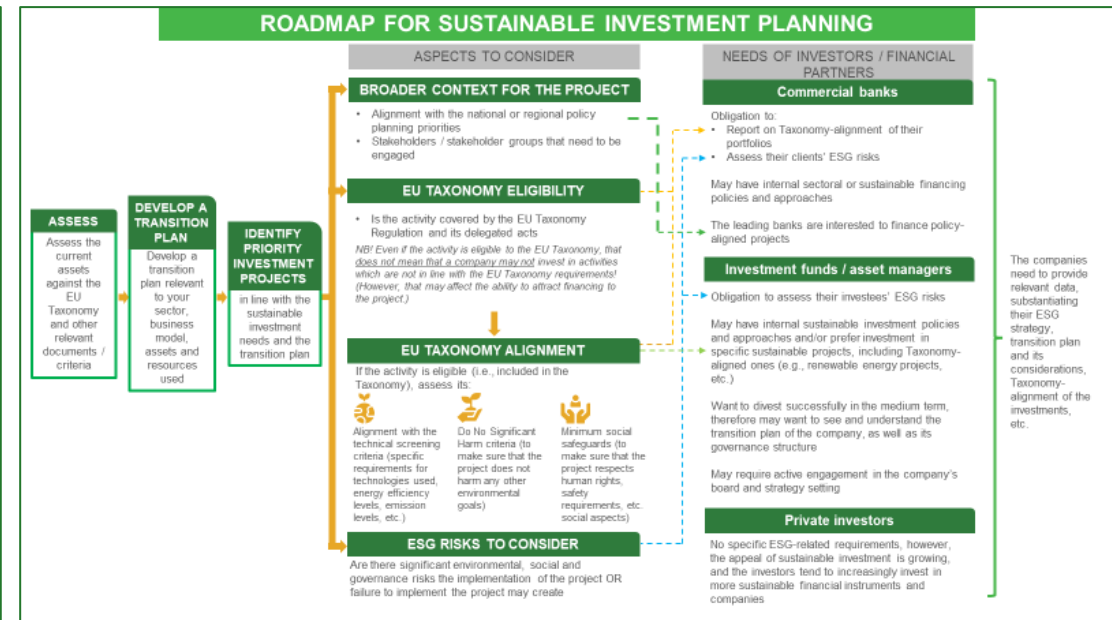 ROADMAP FOR SUSTAINABLE INVESTMENT PLANNING
ASSESS
Assess the
current
assets
against the
EU
Taxonomy
and other
relevant
documents /
criteria
DEVELOP A
TRANSITION
PLAN
Develop a
transition
plan relevant
to your
sector,
business
model,
assets and
resources
used
IDENTIFY
PRIORITY
INVESTMENT
PROJECTS
in line with the
sustainable
investment
needs and the
transition plan
ASPECTS TO CONSIDER
BROADER CONTEXT FOR THE PROJECT
• Alignment with the national or regional policy
planning priorities
• Stakeholders / stakeholder groups that need to be
engaged
EU TAXONOMY ELIGIBILITY
• Is the activity covered by the EU Taxonomy
Regulation and its delegated acts
NB! Even if the activity is eligible to the EU Taxonomy, that
does not mean that a company may not invest in activities
which are not in line with the EU Taxonomy requirements!
(However, that may affect the ability to attract financing to
the project.)
EU TAXONOMY ALIGNMENT
If the activity is eligible (i.e., included in the
Taxonomy), assess its:
Alignment with the
technical screening
criteria (specific
requirements for
technologies used,
energy efficiency
levels, emission
levels, etc.)
Do No Significant
Harm criteria (to
make sure that the
project does not
harm any other
environmental
goals)
Minimum social
safeguards (to
make sure that the
project respects
human rights,
safety
requirements, etc.
social aspects)
ESG RISKS TO CONSIDER
Are there significant environmental, social and
governance risks the implementation of the project OR
failure to implement the project may create
NEEDS OF INVESTORS / FINANCIAL
PARTNERS
Commercial banks
Obligation to:
• Report on Taxonomy-alignment of their
portfolios
• Assess their clients' ESG risks
May have internal sectoral or sustainable financing
policies and approaches
The leading banks are interested to finance policy-
aligned projects
Investment funds / asset managers
Obligation to assess their investees' ESG risks
May have internal sustainable investment policies
and approaches and/or prefer investment in
specific sustainable projects, including Taxonomy-
aligned ones (e.g., renewable energy projects,
etc.)
Want to divest successfully in the medium term,
therefore may want to see and understand the
transition plan of the company, as well as its
governance structure
May require active engagement in the company's
board and strategy setting
Private investors
No specific ESG-related requirements, however,
the appeal of sustainable investment is growing,
and the investors tend to increasingly invest in
more sustainable financial instruments and
companies
The companies
need to provide
relevant data,
substantiating
their ESG
strategy,
transition plan
and its
considerations,
Taxonomy-
alignment of the
investments,
etc.